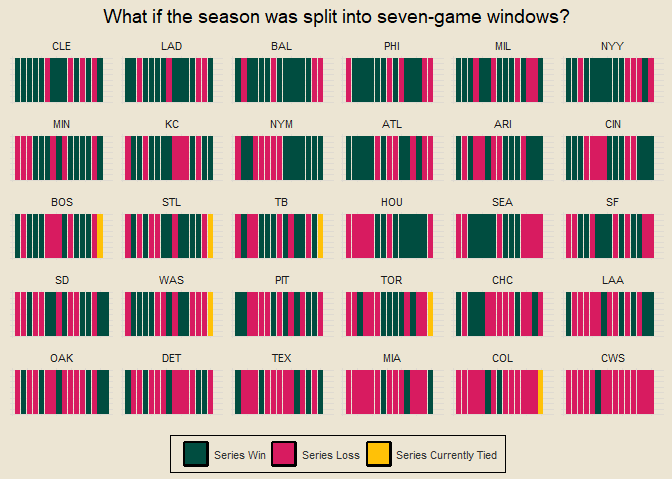 What if the season was split into seven-game windows?
CLE LAD BAL PHI MIL NYY
MIN KC NYM ATL ARI CIN
BOS STL TB HOU SEA SF
SD WAS PIT TOR CHC LAA
OAK DET TEX MIA COL CWS
Series Win Series Loss Series Currently Tied